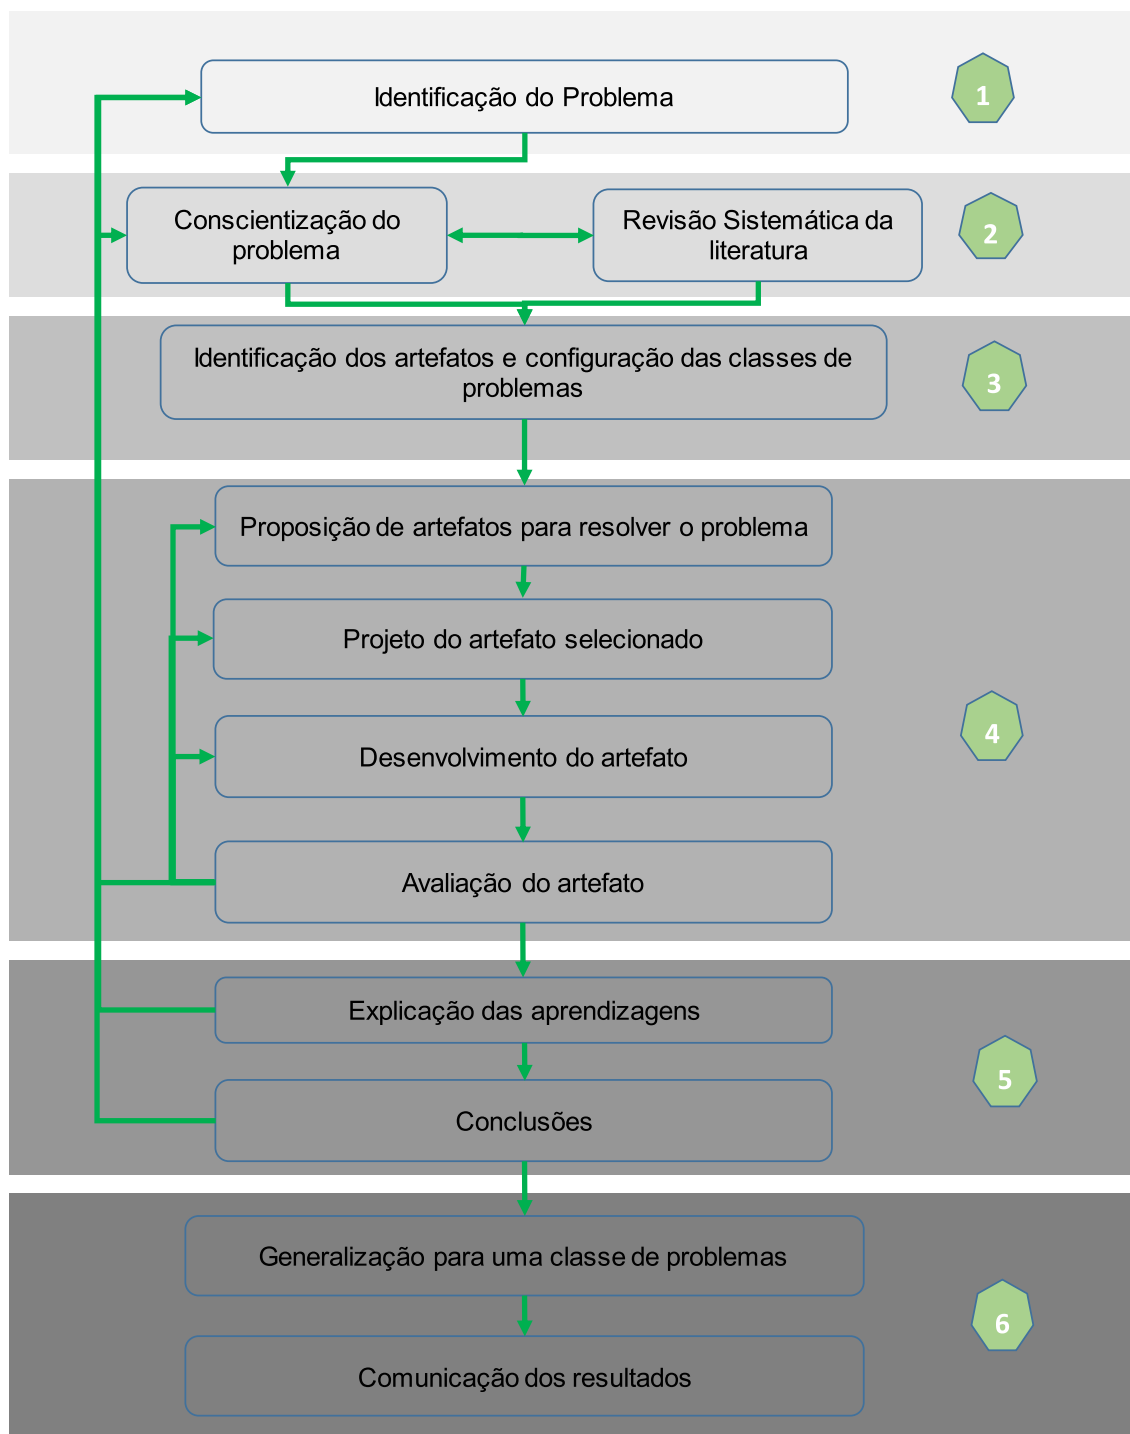 Identificação do Problema
1
Conscientização do
problema
Revisão Sistemática da
literatura
2
Identificação dos artefatos e configuração das classes de
problemas
3
Proposição de artefatos para resolver o problema
Projeto do artefato selecionado
Desenvolvimento do artefato
4
Avaliação do artefato
Explicação das aprendizagens
5
Conclusões
Generalização para uma classe de problemas
6
Comunicação dos resultados